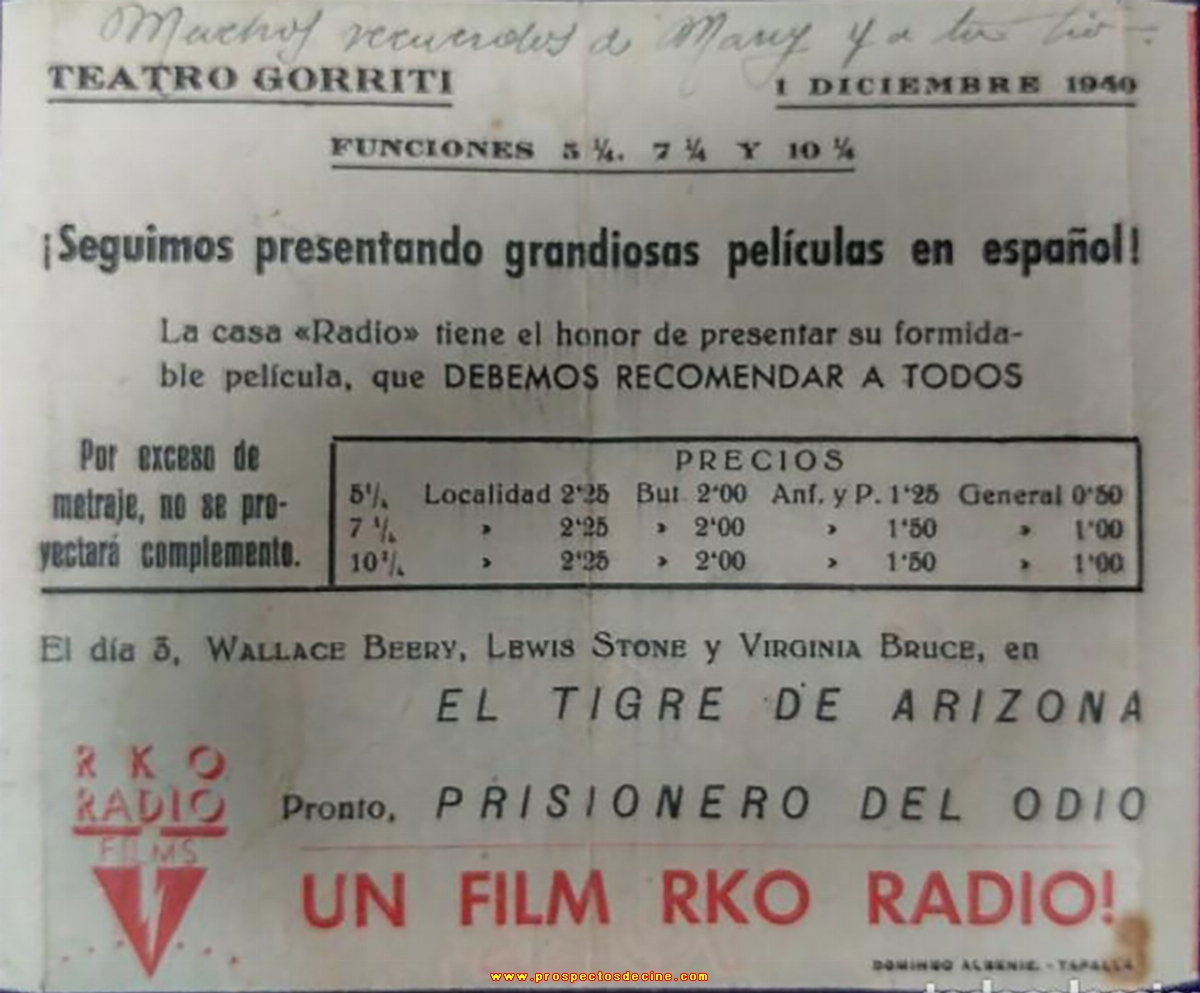 Muchos recuerdos a Mary y a tu tío.
TEATRO GORRITI 1 DICIEMBRE 1940
FUNCIONES 5 ¼. 7 ¼ Y 10 ¼
¡Seguimos presentando grandiosas películas en español!
La casa «Radio» tiene el honor de presentar su formida-
ble película, que DEBEMOS RECOMENDAR A TODOS
Por exceso de
metraje, no se pro-
yectará complemento.
PRECIOS
5¼ Localidad 2'25 But. 2'00 Anf. y P. 1'25 General 0'50
7 ¼ » 2'25 » 2'00 » 1'50 » 1'00
10¼ » 2'25 » 2'00 » 1'50 » 1'00
El día 3, WALLACE BEERY, LEWIS STONE y VIRGINIA BRUCE, en
EL TIGRE DE ARIZONA
Pronto, PRISIONERO DEL ODIO
RKO
RADIO
FILMS
UN FILM RKO RADIO!
DOMINGO ALBENIZ. - TAFALLA
www.prospectosdecine.com